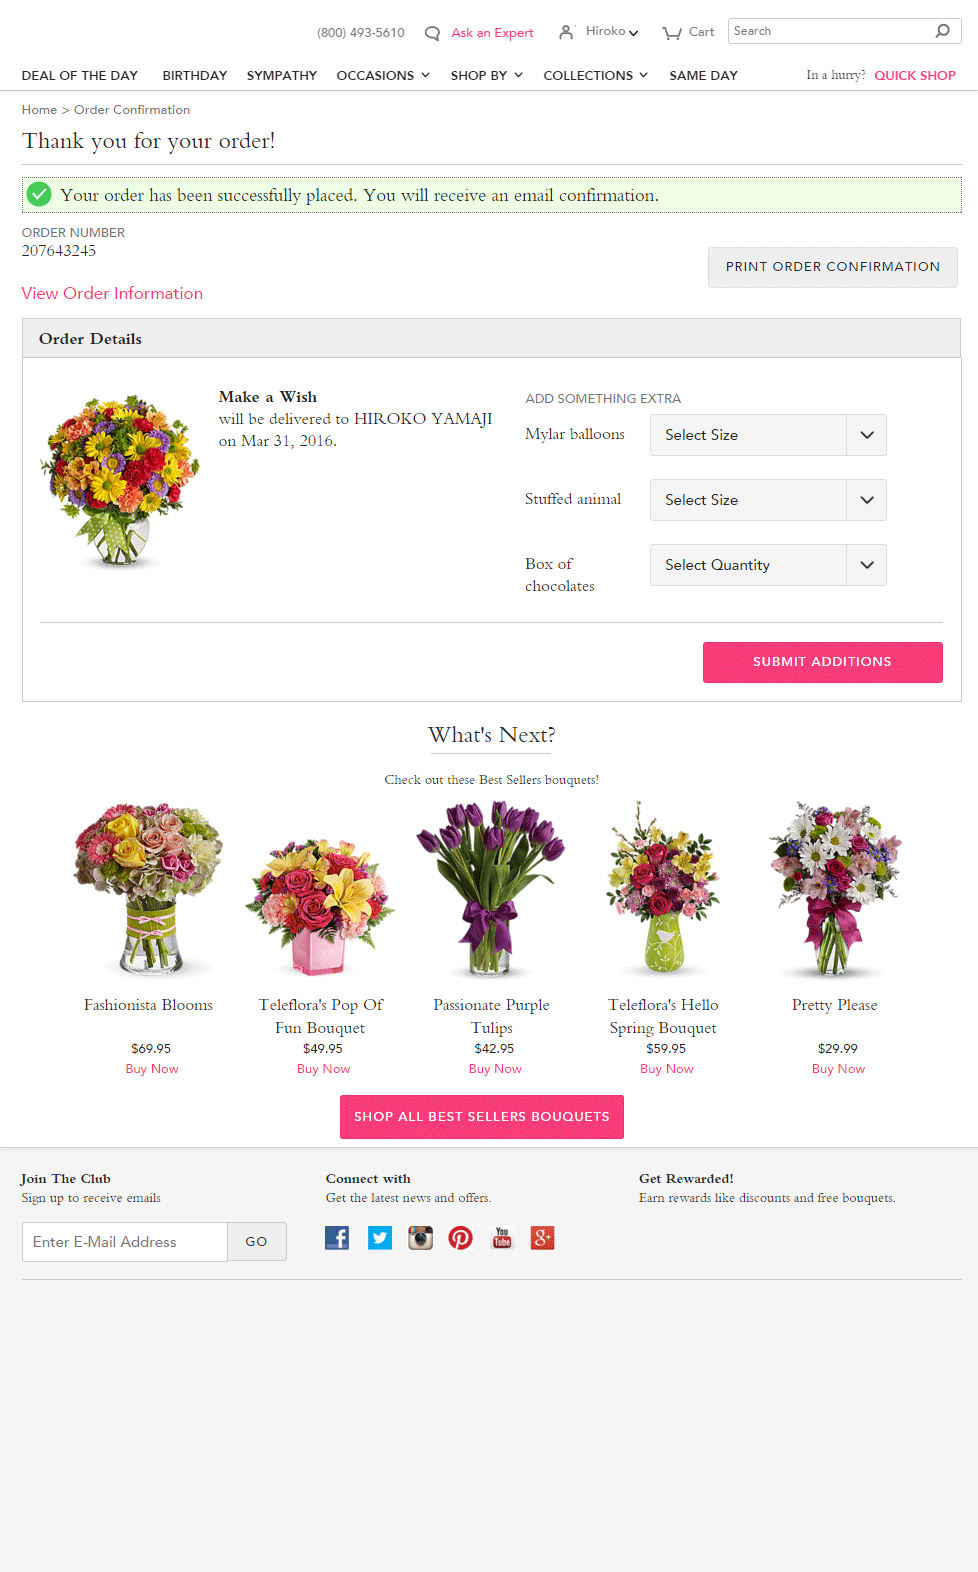 (800) 493-5610 Ask an Expert Hiroko Cart Search
DEAL OF THE DAY BIRTHDAY SYMPATHY OCCASIONS SHOP BY COLLECTIONS SAME DAY In a hurry? QUICK SHOP
Home > Order Confirmation
Thank you for your order!
Your order has been successfully placed. You will receive an email confirmation.
ORDER NUMBER
207643245
PRINT ORDER CONFIRMATION
View Order Information
Order Details
Make a Wish
will be delivered to HIROKO YAMAJI
on Mar 31, 2016.
ADD SOMETHING EXTRA
Mylar balloons Select Size
Stuffed animal Select Size
Box of
chocolates
Select Quantity
SUBMIT ADDITIONS
What's Next?
Check out these Best Sellers bouquets!
Fashionista Blooms
$69.95
Buy Now
Teleflora's Pop Of
Fun Bouquet
$49.95
Buy Now
Passionate Purple
Tulips
$42.95
Buy Now
Teleflora's Hello
Spring Bouquet
$59.95
Buy Now
Pretty Please
$29.99
Buy Now
SHOP ALL BEST SELLERS BOUQUETS
Join The Club
Sign up to receive emails
Enter E-Mail Address GO
Connect with
Get the latest news and offers.
You
Tube
Get Rewarded!
Earn rewards like discounts and free bouquets.